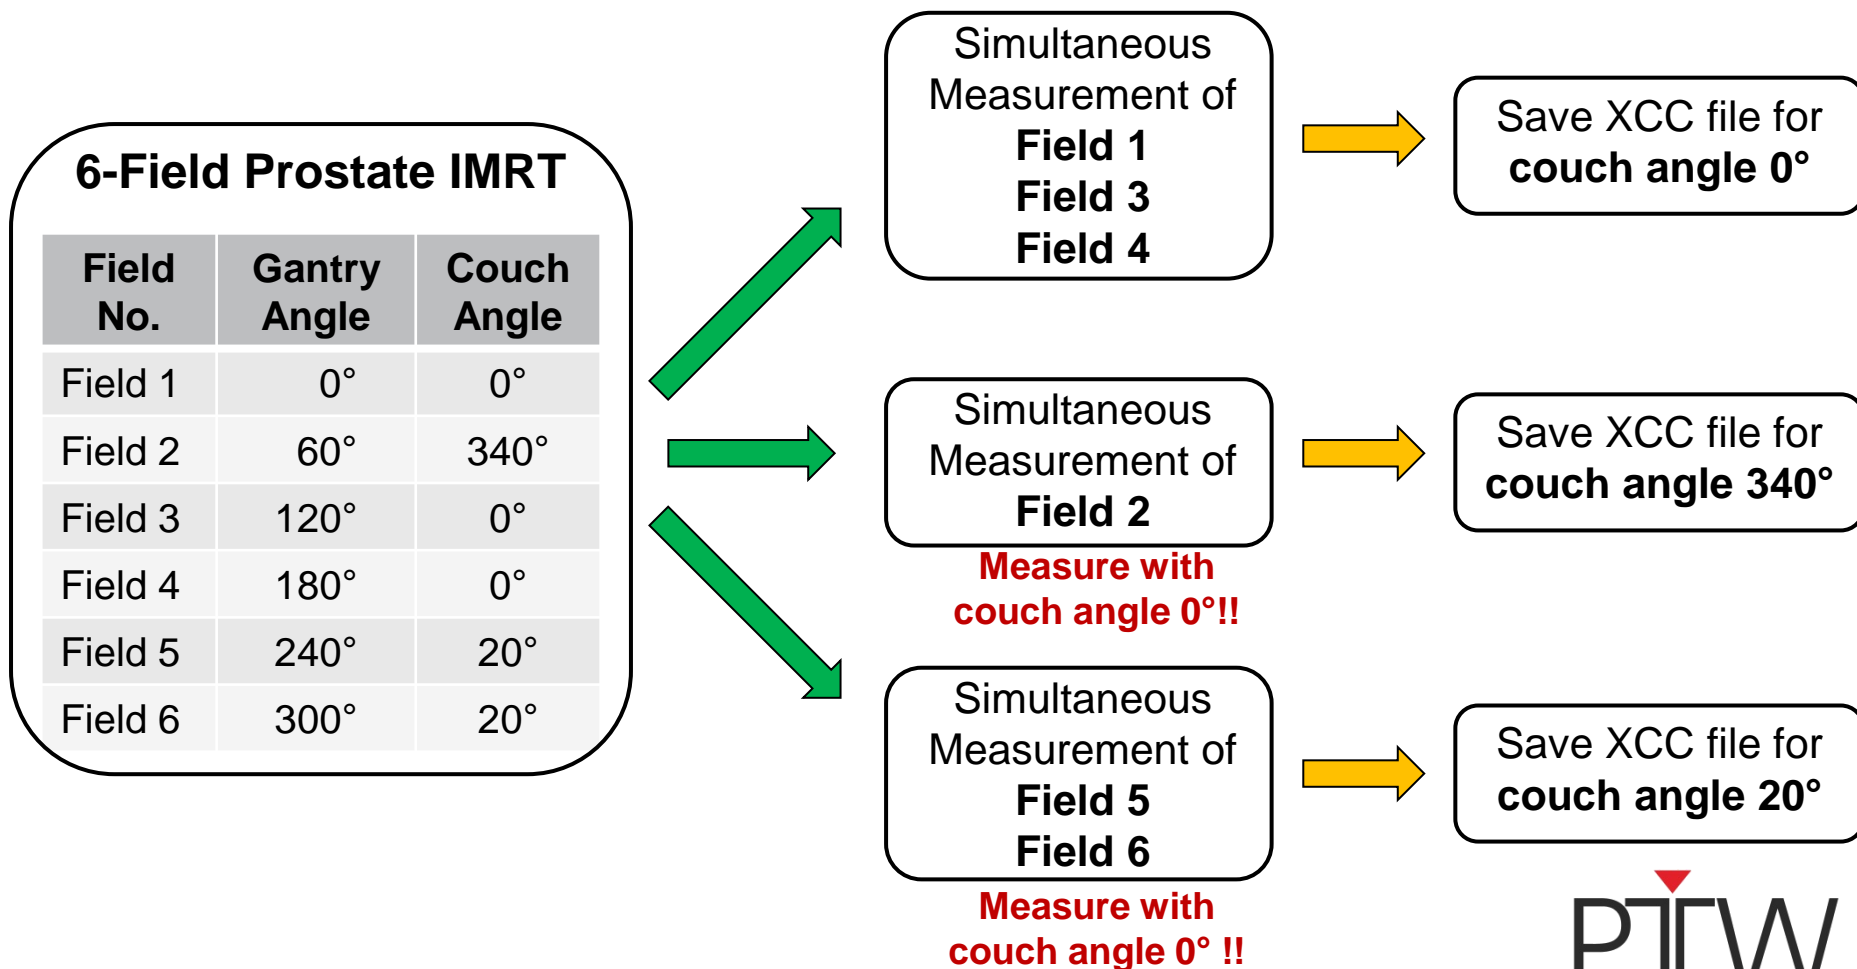 6-Field Prostate IMRT
Field No. Gantry Angle Couch Angle
Field 1 0° 0°
Field 2 60° 340°
Field 3 120° 0°
Field 4 180° 0°
Field 5 240° 20°
Field 6 300° 20°
Simultaneous
Measurement of
Field 1
Field 3
Field 4
Save XCC file for
couch angle 0°
Simultaneous
Measurement of
Field 2
Measure with
couch angle 0°!!
Save XCC file for
couch angle 340°
Simultaneous
Measurement of
Field 5
Field 6
Measure with
couch angle 0° !!
Save XCC file for
couch angle 20°
PTW